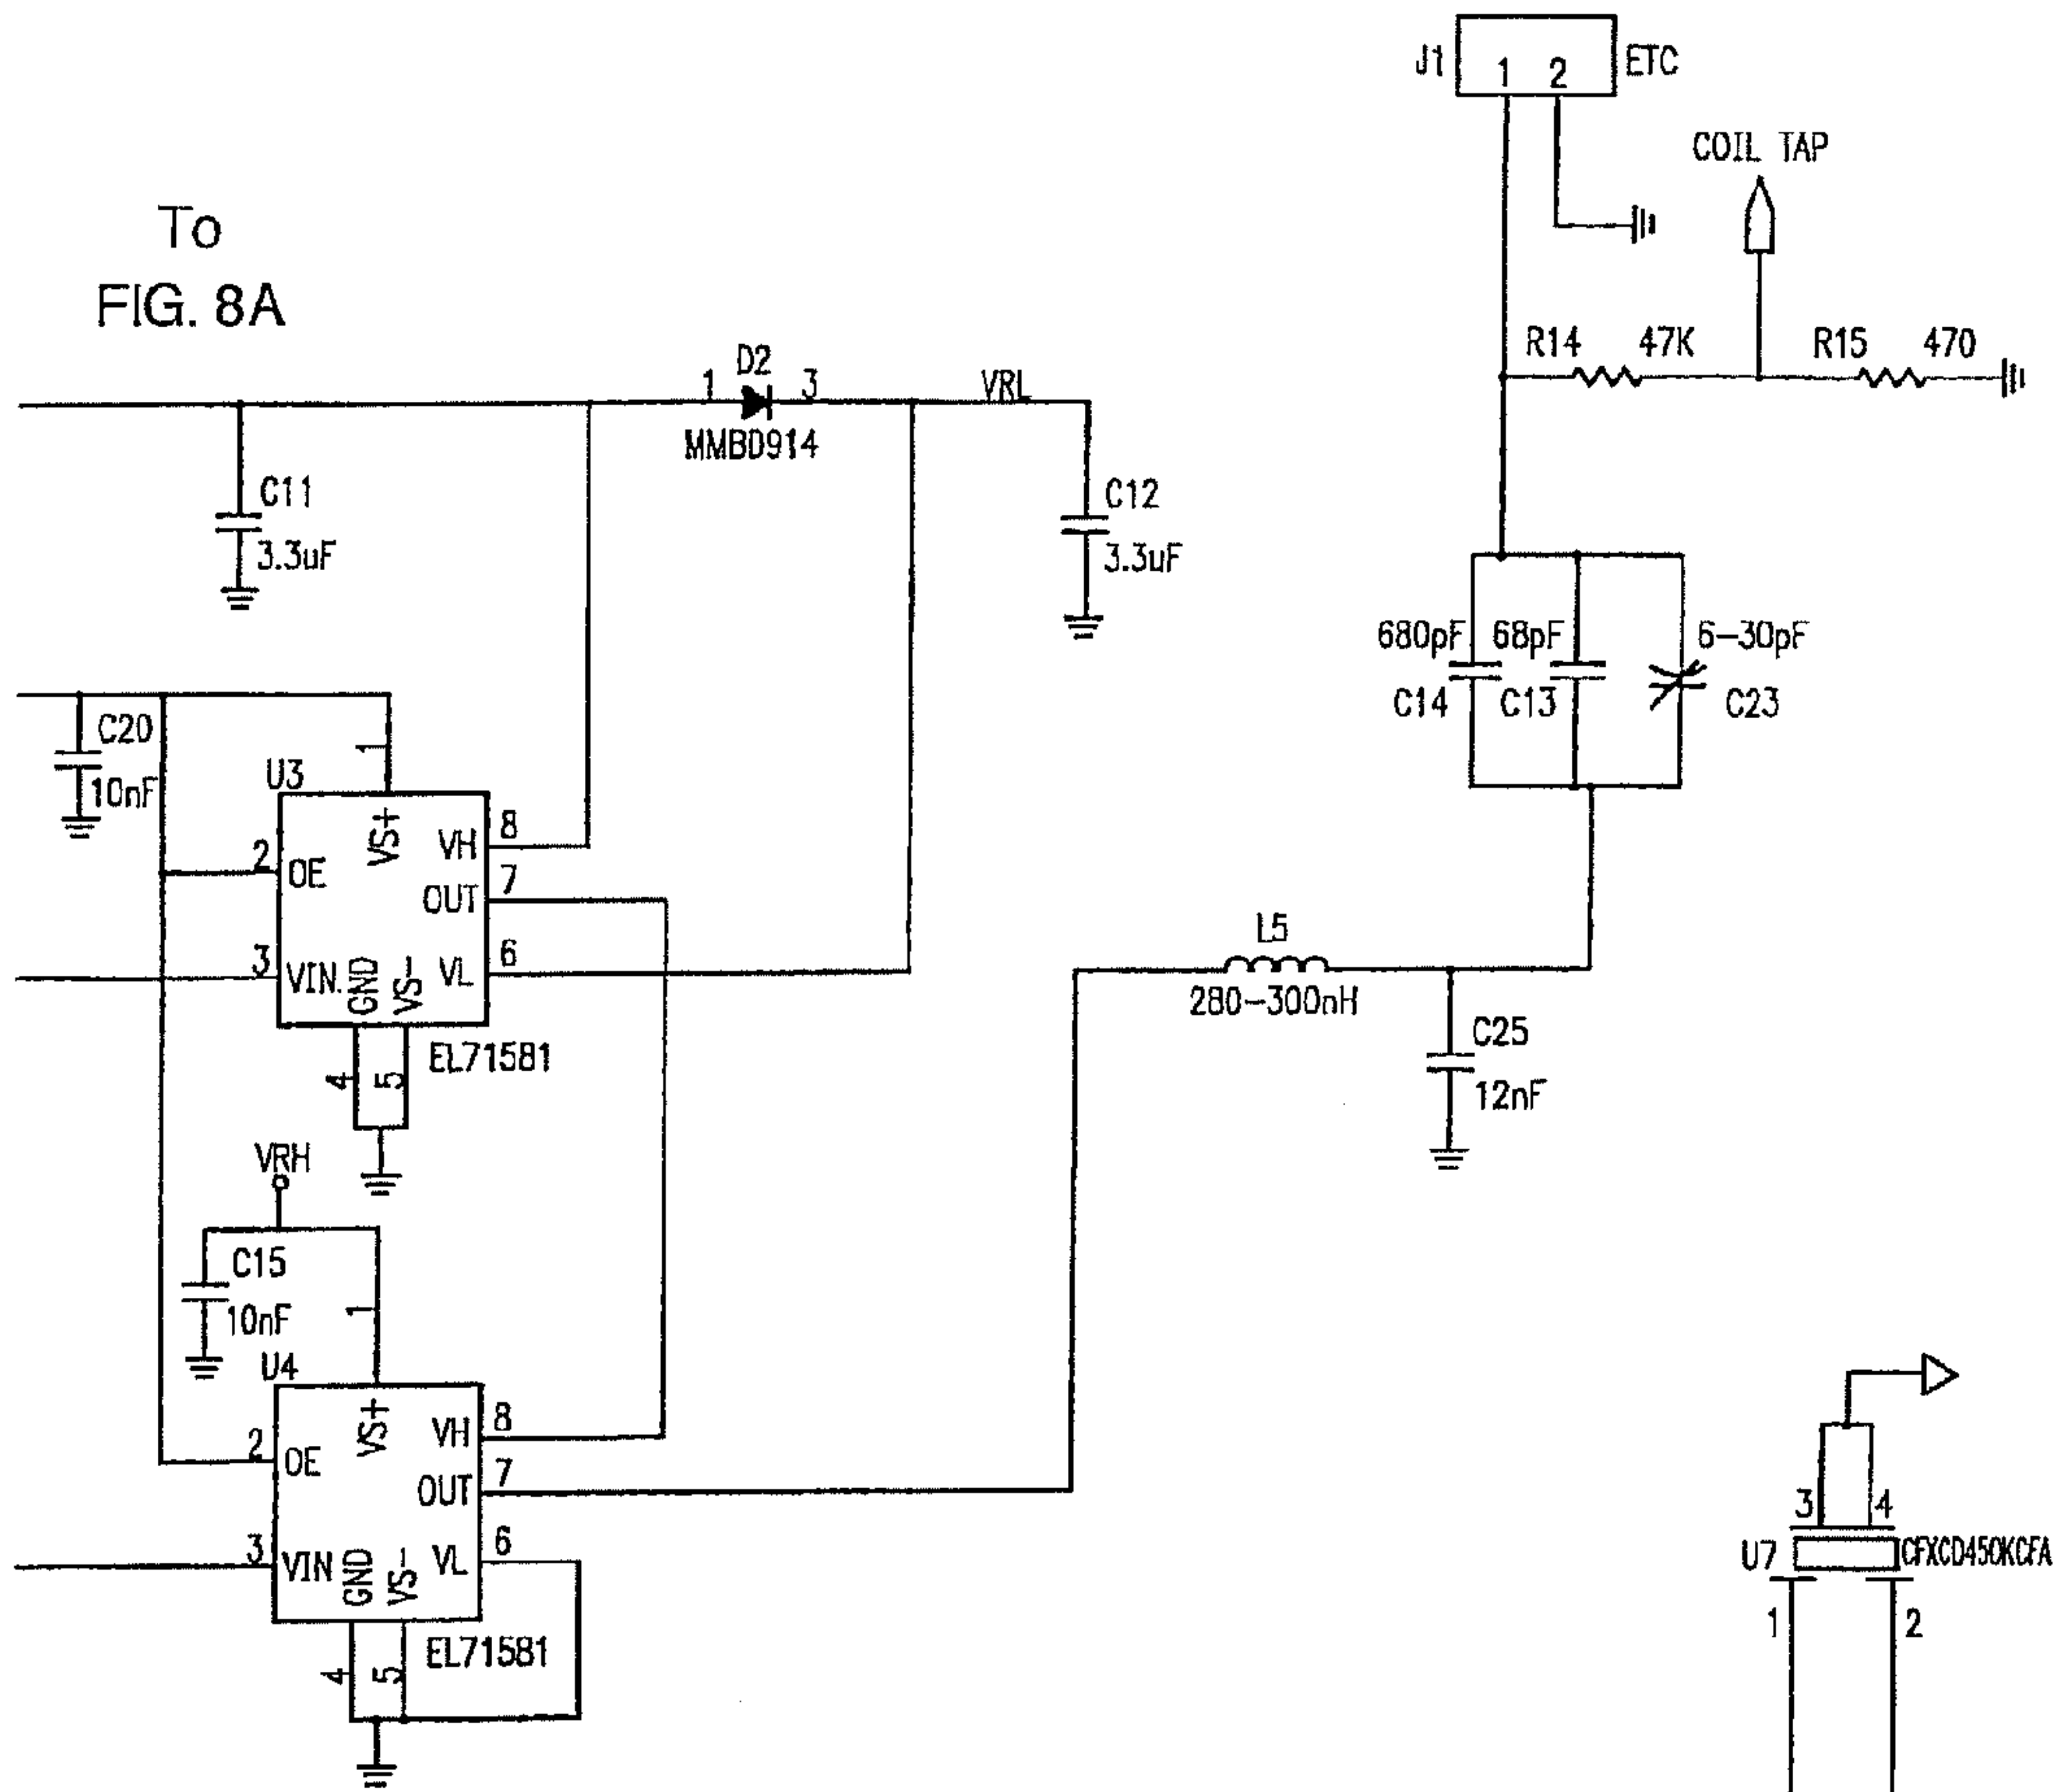 J1 1 2 ETC
COIL TAP
To
FIG. 8A
R14 47K R15 470
1 D2 3 VRL
MMBD914
C11
3.3uF
C12
3.3uF
680pF 68pF 6-30pF
C14 C13 C23
C20
10nF
1
U3
VS+
VH 8
2 OE
OUT 7
3 VIN.
GND
VS-
VL 6
4 5
EL71581
L5
280-300nH
C25
12nF
VRH
C15
10nF
1
U4
VS+
VH 8
2 OE
OUT 7
3 VIN
GND
VS-
VL 6
4 5
EL71581
3 4
U7 CFXCD450KCFA
1 2